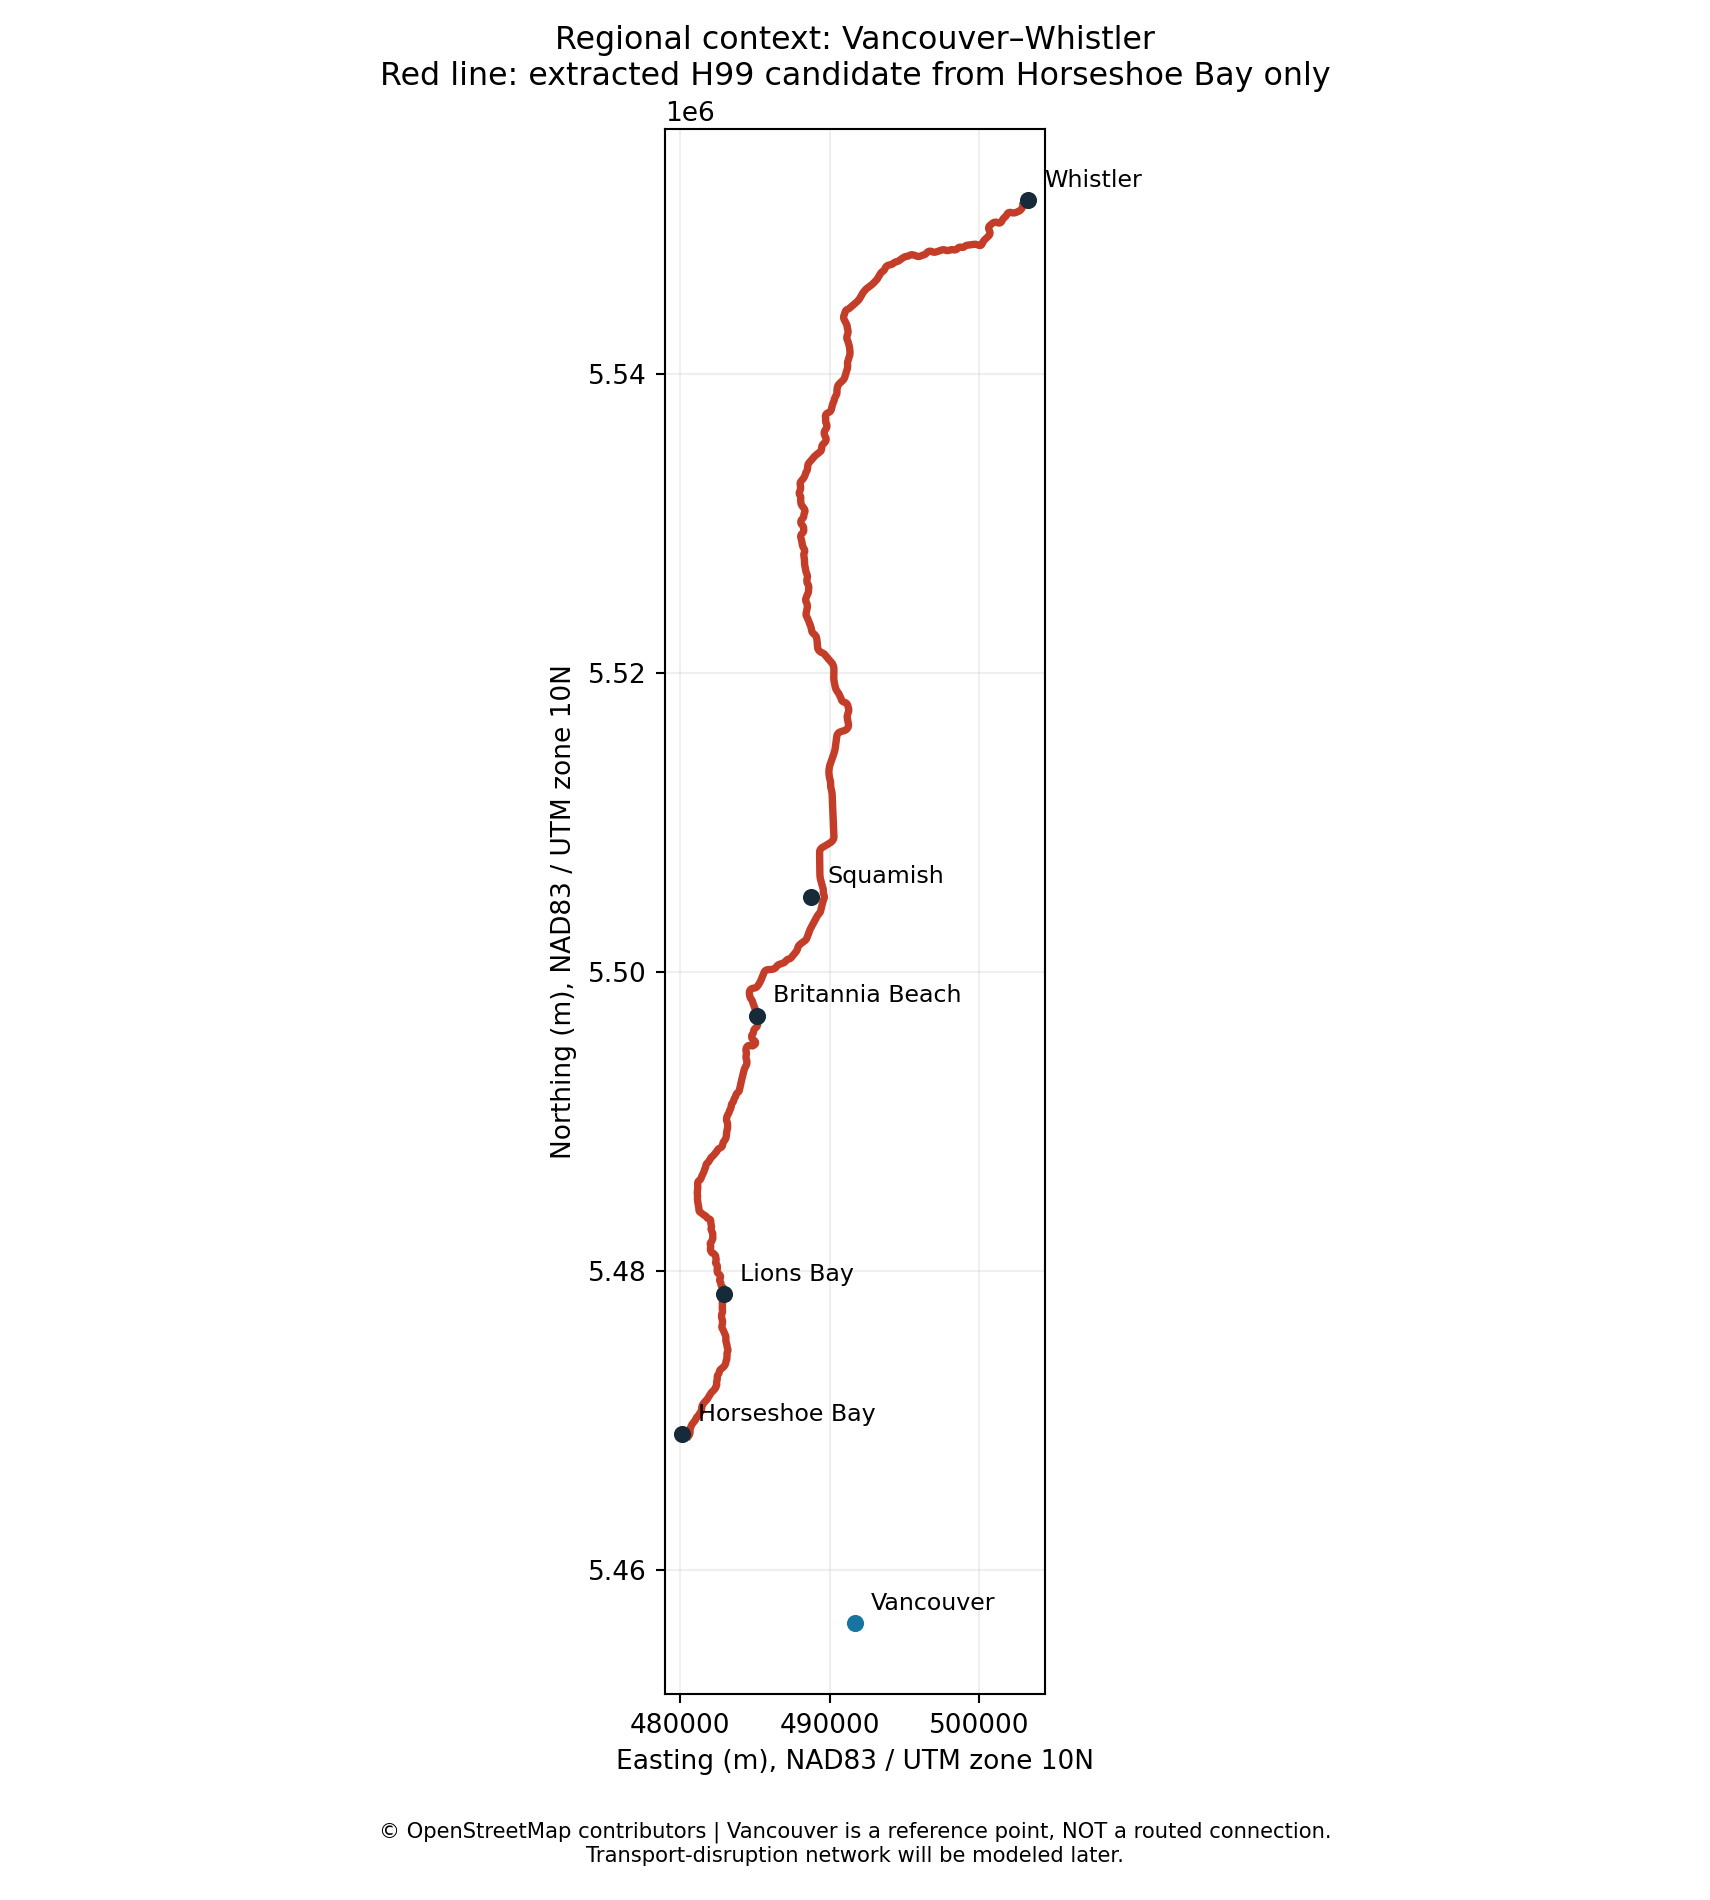 Regional context: Vancouver–Whistler
Red line: extracted H99 candidate from Horseshoe Bay only
1e6
Whistler
5.54
5.52
Squamish
5.50
Britannia Beach
Northing (m), NAD83 / UTM zone 10N
5.48
Lions Bay
Horseshoe Bay
5.46
Vancouver
480000 490000 500000
Easting (m), NAD83 / UTM zone 10N
© OpenStreetMap contributors | Vancouver is a reference point, NOT a routed connection.
Transport-disruption network will be modeled later.